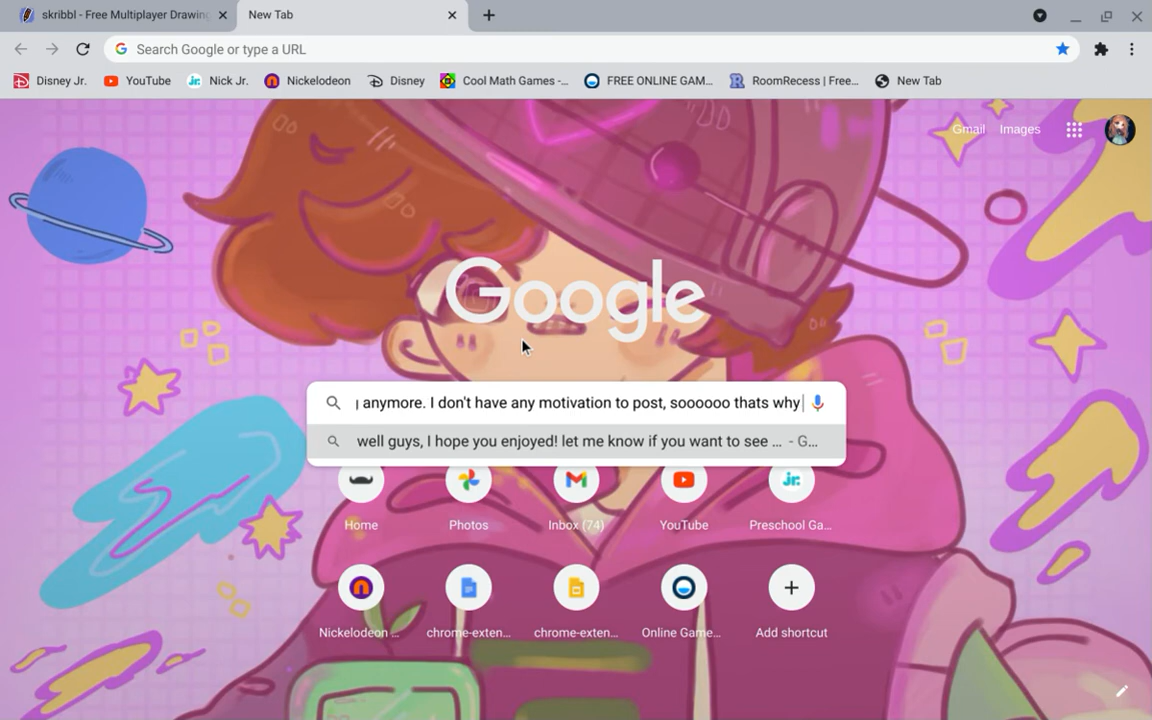 skribbl - Free Multiplayer Drawing
New Tab
Search Google or type a URL
Disney Jr.
YouTube
Nick Jr.
Nickelodeon
Disney
Cool Math Games -...
FREE ONLINE GAM...
RoomRecess | Free...
New Tab
Gmail
Images
Google
anymore. I don't have any motivation to post, soooooo thats why
well guys, I hope you enjoyed! let me know if you want to see ... - G...
Home
Photos
Inbox (74)
YouTube
Preschool Ga...
Nickelodeon ...
chrome-exten...
chrome-exten...
Online Game...
Add shortcut